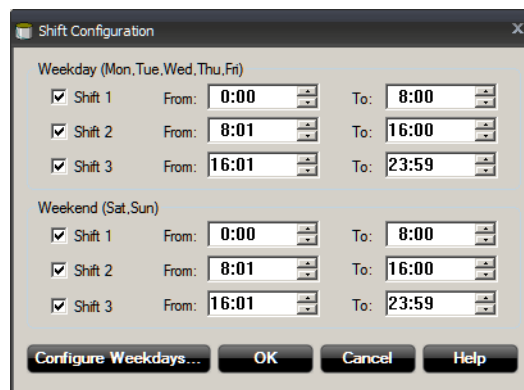 Shift Configuration X
Weekday (Mon,Tue,Wed,Thu,Fri)
Shift 1 From: 0:00 To: 8:00
Shift 2 From: 8:01 To: 16:00
Shift 3 From: 16:01 To: 23:59
Weekend (Sat,Sun)
Shift 1 From: 0:00 To: 8:00
Shift 2 From: 8:01 To: 16:00
Shift 3 From: 16:01 To: 23:59
Configure Weekdays... OK Cancel Help